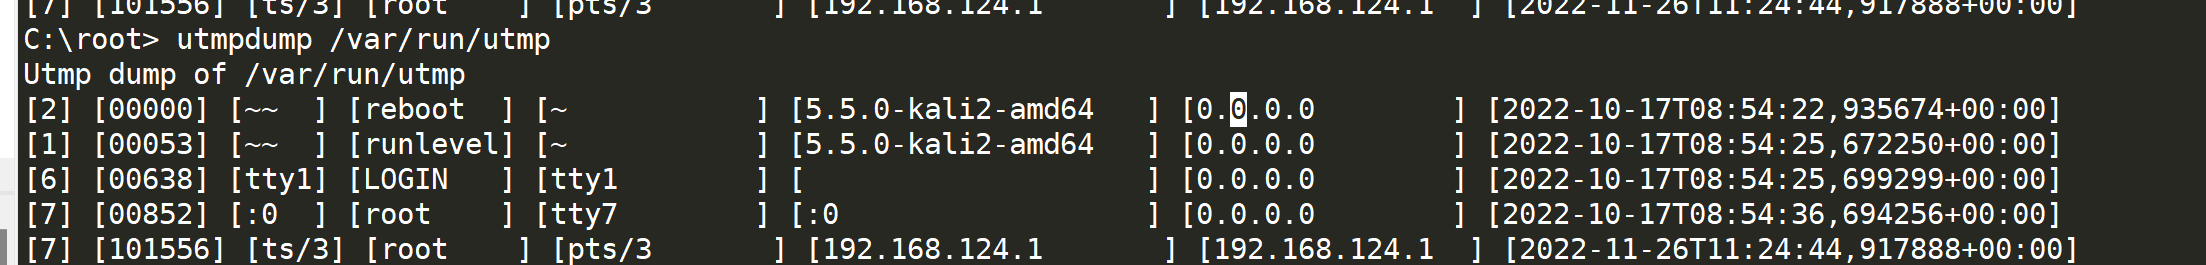 [7] [101556] [ts/3] [root    ] [pts/3       ] [192.168.124.1       ] [192.168.124.1  ] [2022-11-26T11:24:44,917888+00:00]
C:\root> utmpdump /var/run/utmp
Utmp dump of /var/run/utmp
[2] [00000] [~~  ] [reboot  ] [~           ] [5.5.0-kali2-amd64   ] [0.0.0.0        ] [2022-10-17T08:54:22,935674+00:00]
[1] [00053] [~~  ] [runlevel] [~           ] [5.5.0-kali2-amd64   ] [0.0.0.0        ] [2022-10-17T08:54:25,672250+00:00]
[6] [00638] [tty1] [LOGIN   ] [tty1        ] [                    ] [0.0.0.0        ] [2022-10-17T08:54:25,699299+00:00]
[7] [00852] [:0  ] [root    ] [tty7        ] [:0                  ] [0.0.0.0        ] [2022-10-17T08:54:36,694256+00:00]
[7] [101556] [ts/3] [root    ] [pts/3       ] [192.168.124.1       ] [192.168.124.1  ] [2022-11-26T11:24:44,917888+00:00]